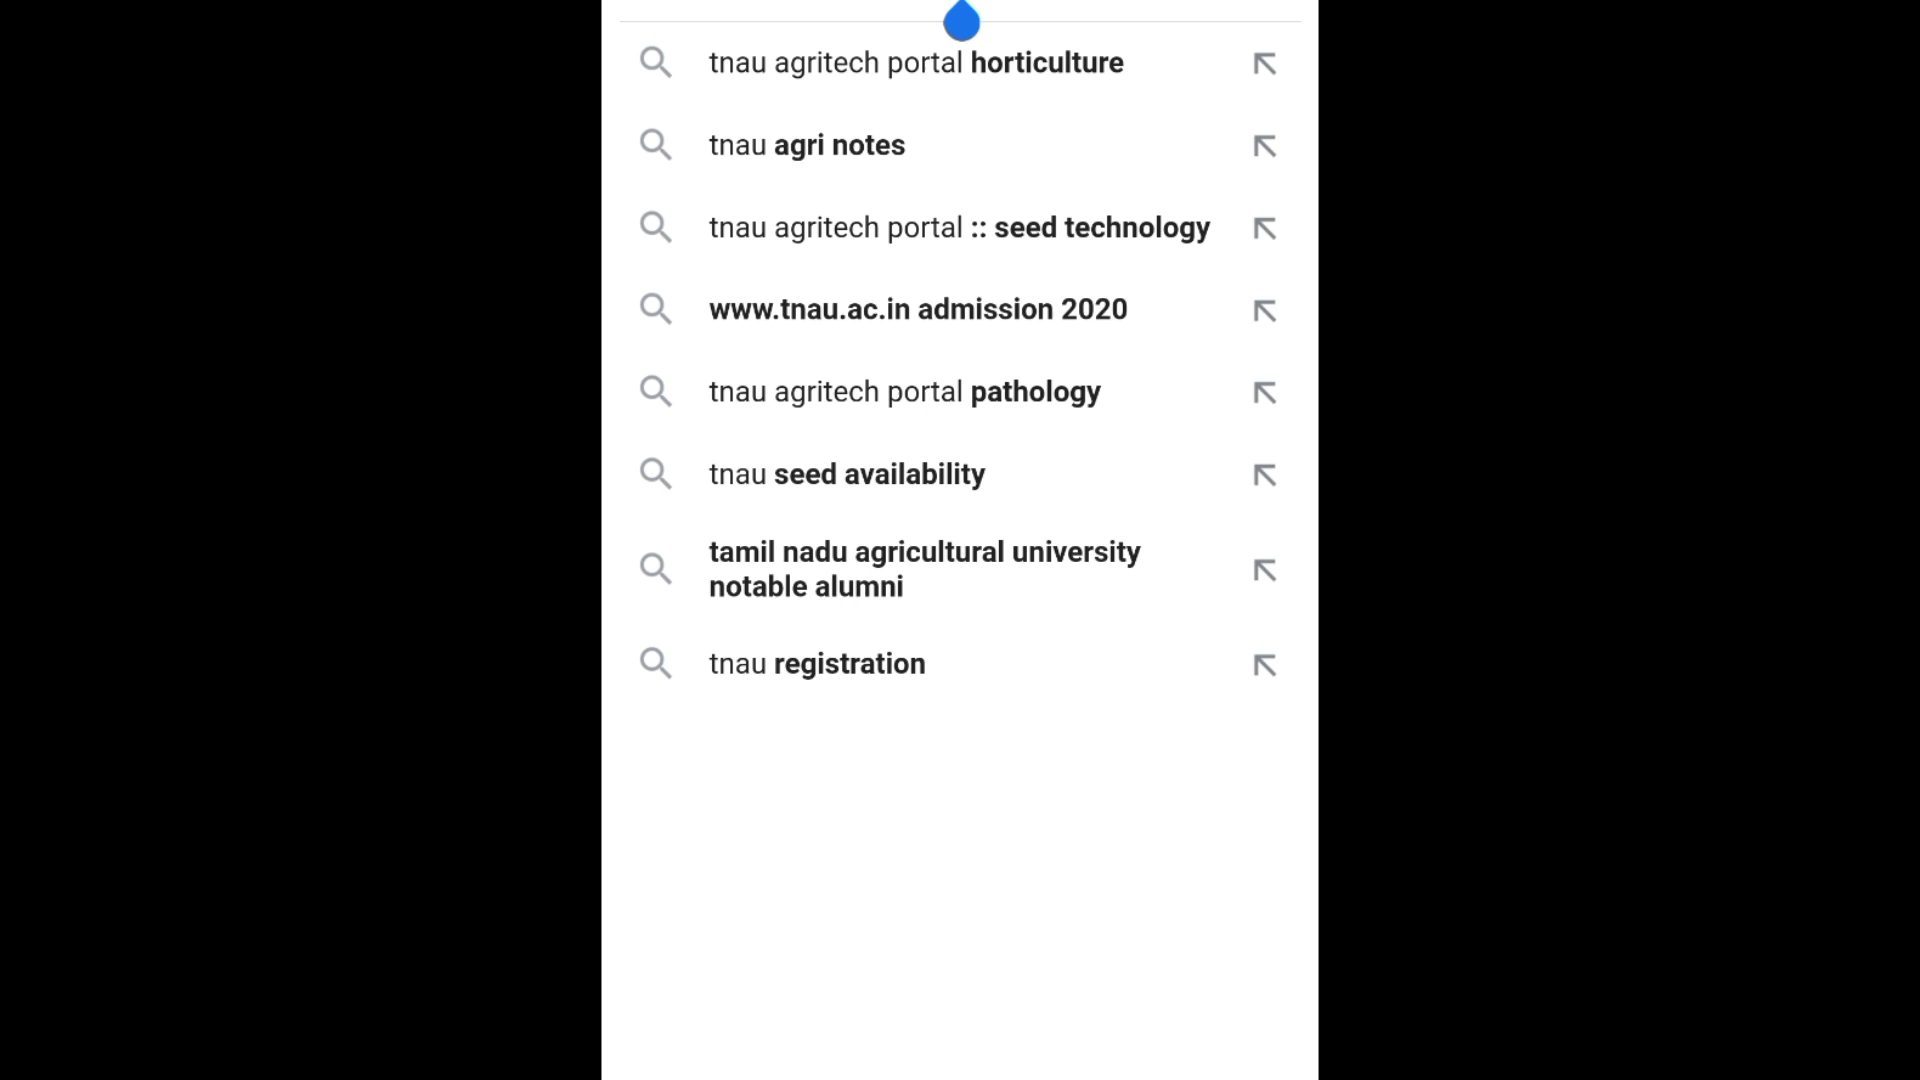 tnau agritech portal horticulture
tnau agri notes
tnau agritech portal :: seed technology
www.tnau.ac.in admission 2020
tnau agritech portal pathology
tnau seed availability
tamil nadu agricultural university
notable alumni
tnau registration